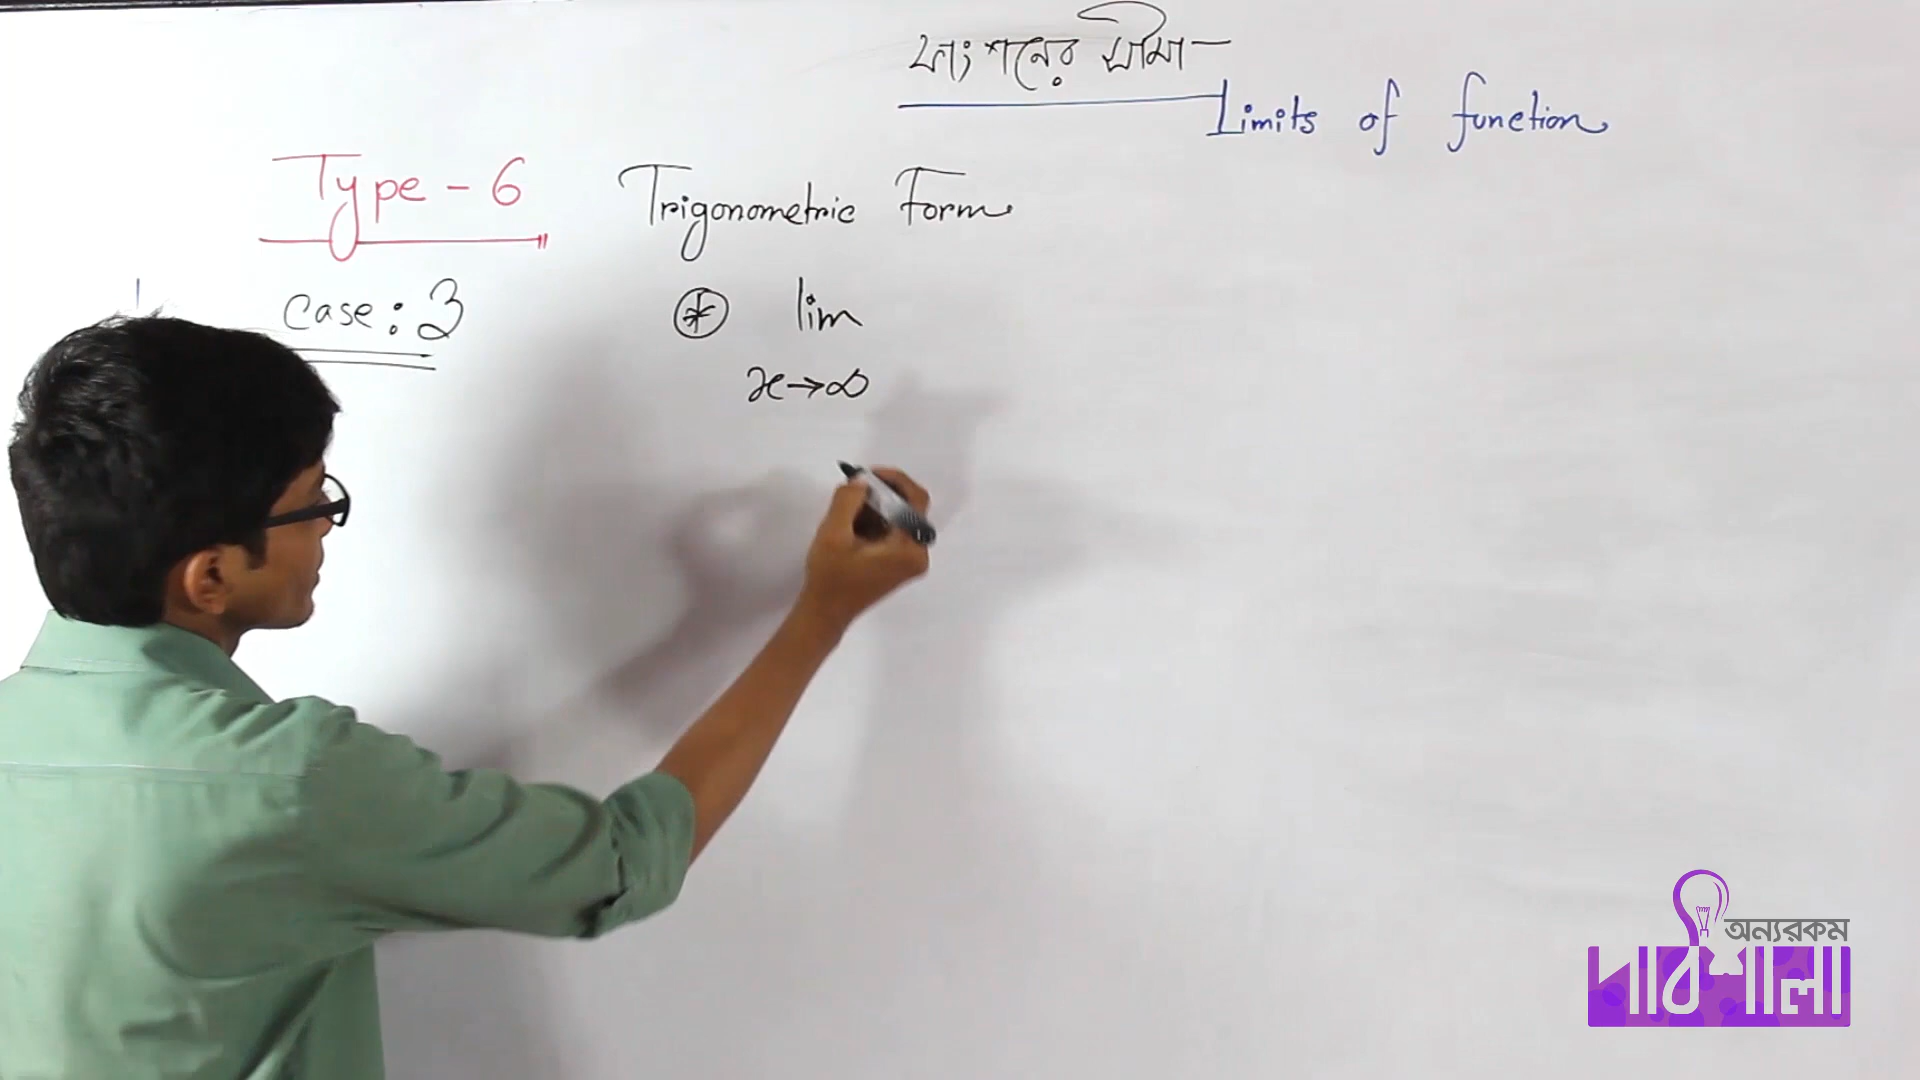 ফাংশনের সীমা-
Limits of function
Type - 6 Trigonometric Form
Case: 3 * lim
x→∞
অন্যরকম
পাঠশালা